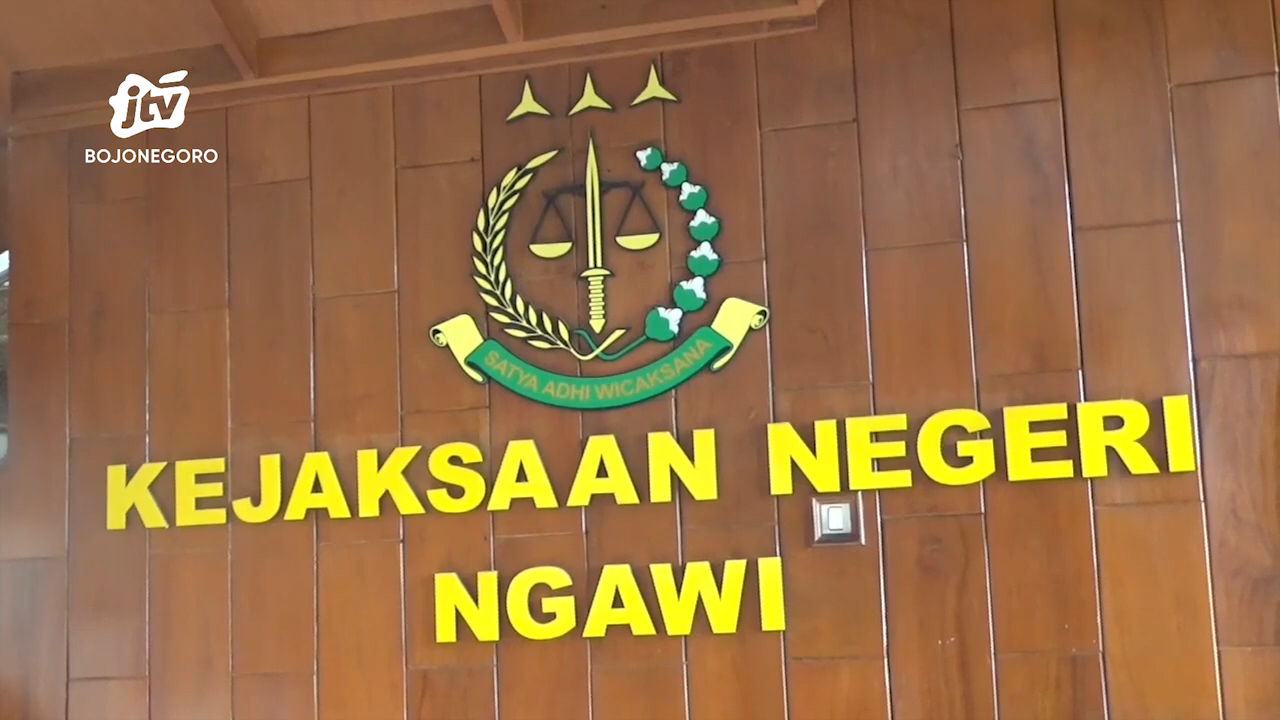 jtv
BOJONEGORO
SATYA ADHI WICAKSANA
KEJAKSAAN NEGERI
NGAWI